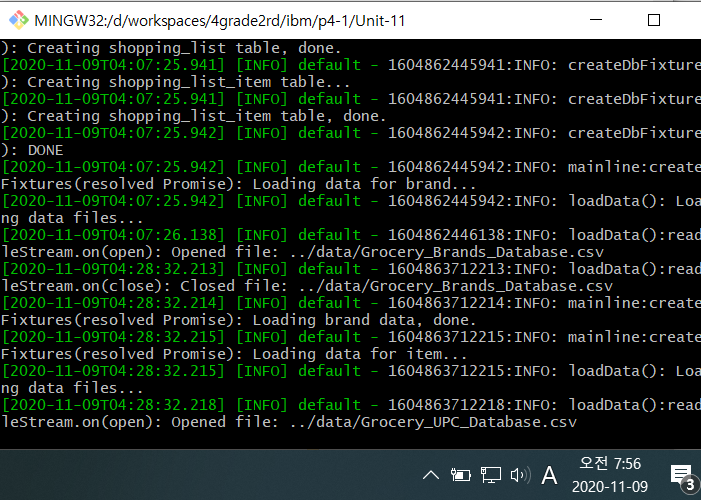 MINGW32:/d/workspaces/4grade2rd/ibm/p4-1/Unit-11
): Creating shopping_list table, done.
[2020-11-09T04:07:25.941] [INFO] default - 1604862445941:INFO: createDbFixture
): Creating shopping_list_item table...
[2020-11-09T04:07:25.941] [INFO] default - 1604862445941:INFO: createDbFixture
): Creating shopping_list_item table, done.
[2020-11-09T04:07:25.942] [INFO] default - 1604862445942:INFO: createDbFixture
): DONE
[2020-11-09T04:07:25.942] [INFO] default - 1604862445942:INFO: mainline:create
Fixtures(resolved Promise): Loading data for brand...
[2020-11-09T04:07:25.942] [INFO] default - 1604862445942:INFO: loadData(): Loa
ng data files...
[2020-11-09T04:07:26.138] [INFO] default - 1604862446138:INFO: loadData():read
leStream.on(open): Opened file: ../data/Grocery_Brands_Database.csv
[2020-11-09T04:28:32.213] [INFO] default - 1604863712213:INFO: loadData():read
leStream.on(close): Closed file: ../data/Grocery_Brands_Database.csv
[2020-11-09T04:28:32.214] [INFO] default - 1604863712214:INFO: mainline:create
Fixtures(resolved Promise): Loading brand data, done.
[2020-11-09T04:28:32.215] [INFO] default - 1604863712215:INFO: mainline:create
Fixtures(resolved Promise): Loading data for item...
[2020-11-09T04:28:32.215] [INFO] default - 1604863712215:INFO: loadData(): Loa
ng data files...
[2020-11-09T04:28:32.218] [INFO] default - 1604863712218:INFO: loadData():read
leStream.on(open): Opened file: ../data/Grocery_UPC_Database.csv
A
오전 7:56
2020-11-09
3